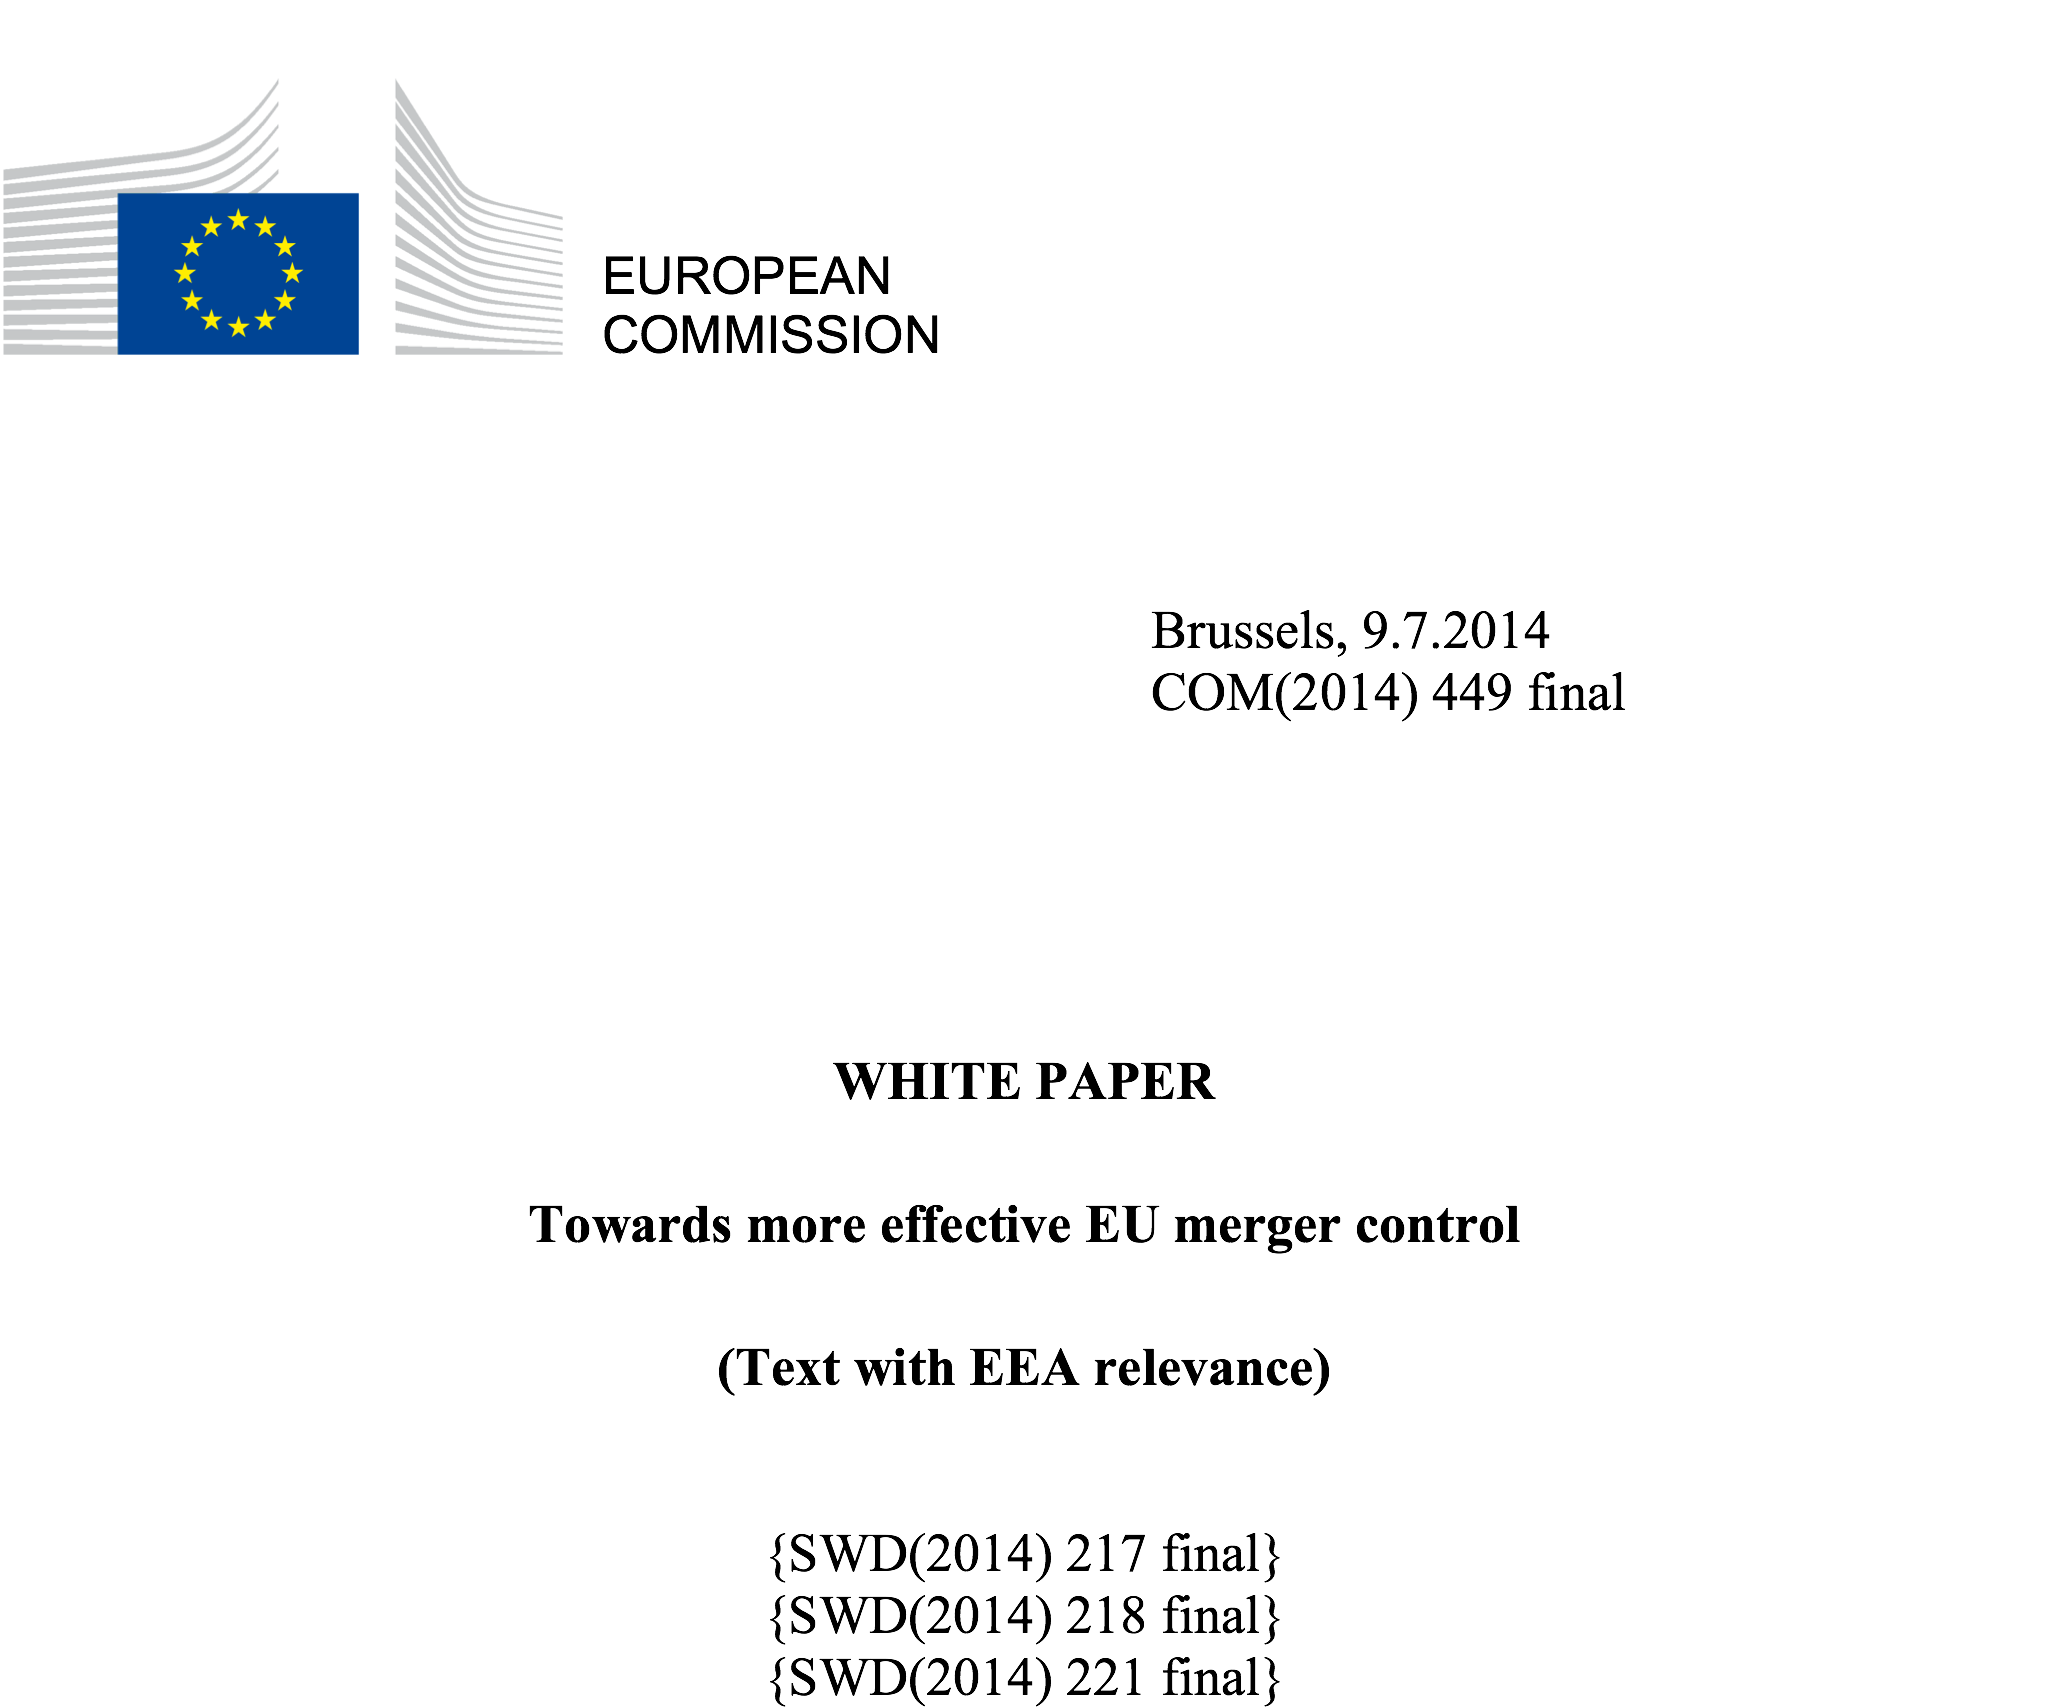 EUROPEAN
COMMISSION
Brussels, 9.7.2014
COM(2014) 449 final
WHITE PAPER
Towards more effective EU merger control
(Text with EEA relevance)
{SWD(2014) 217 final}
{SWD(2014) 218 final}
{SWD(2014) 221 final}